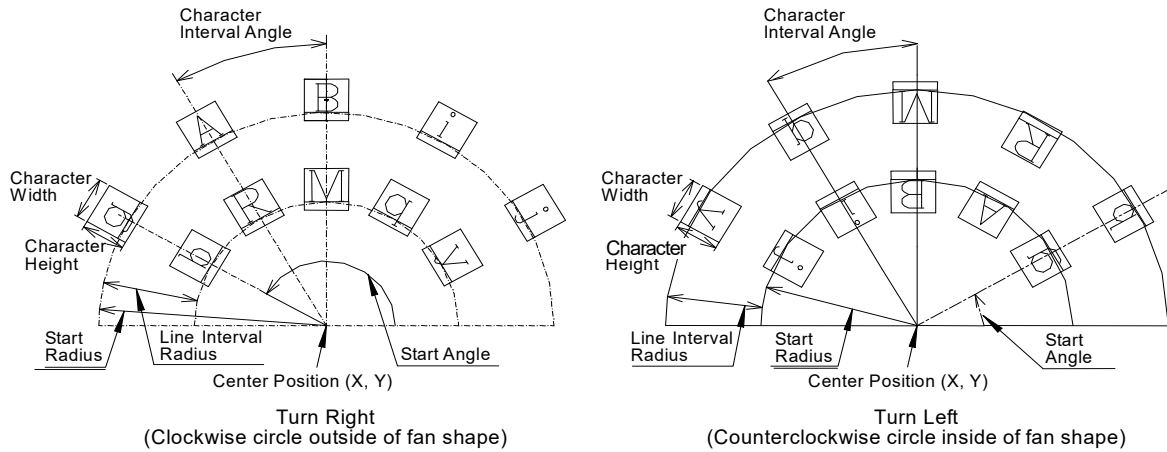 Character
Interval Angle
B
A
i
Character
Width
R
M
j
Character
Height
Start
Radius
Line Interval
Radius
Start Angle
Center Position (X, Y)
Turn Right
(Clockwise circle outside of fan shape)
Character
Interval Angle
M
R
Character
Width
y
i
B
A
Character
Height
j
Line Interval
Radius
Start
Radius
Start
Angle
Center Position (X, Y)
Turn Left
(Counterclockwise circle inside of fan shape)